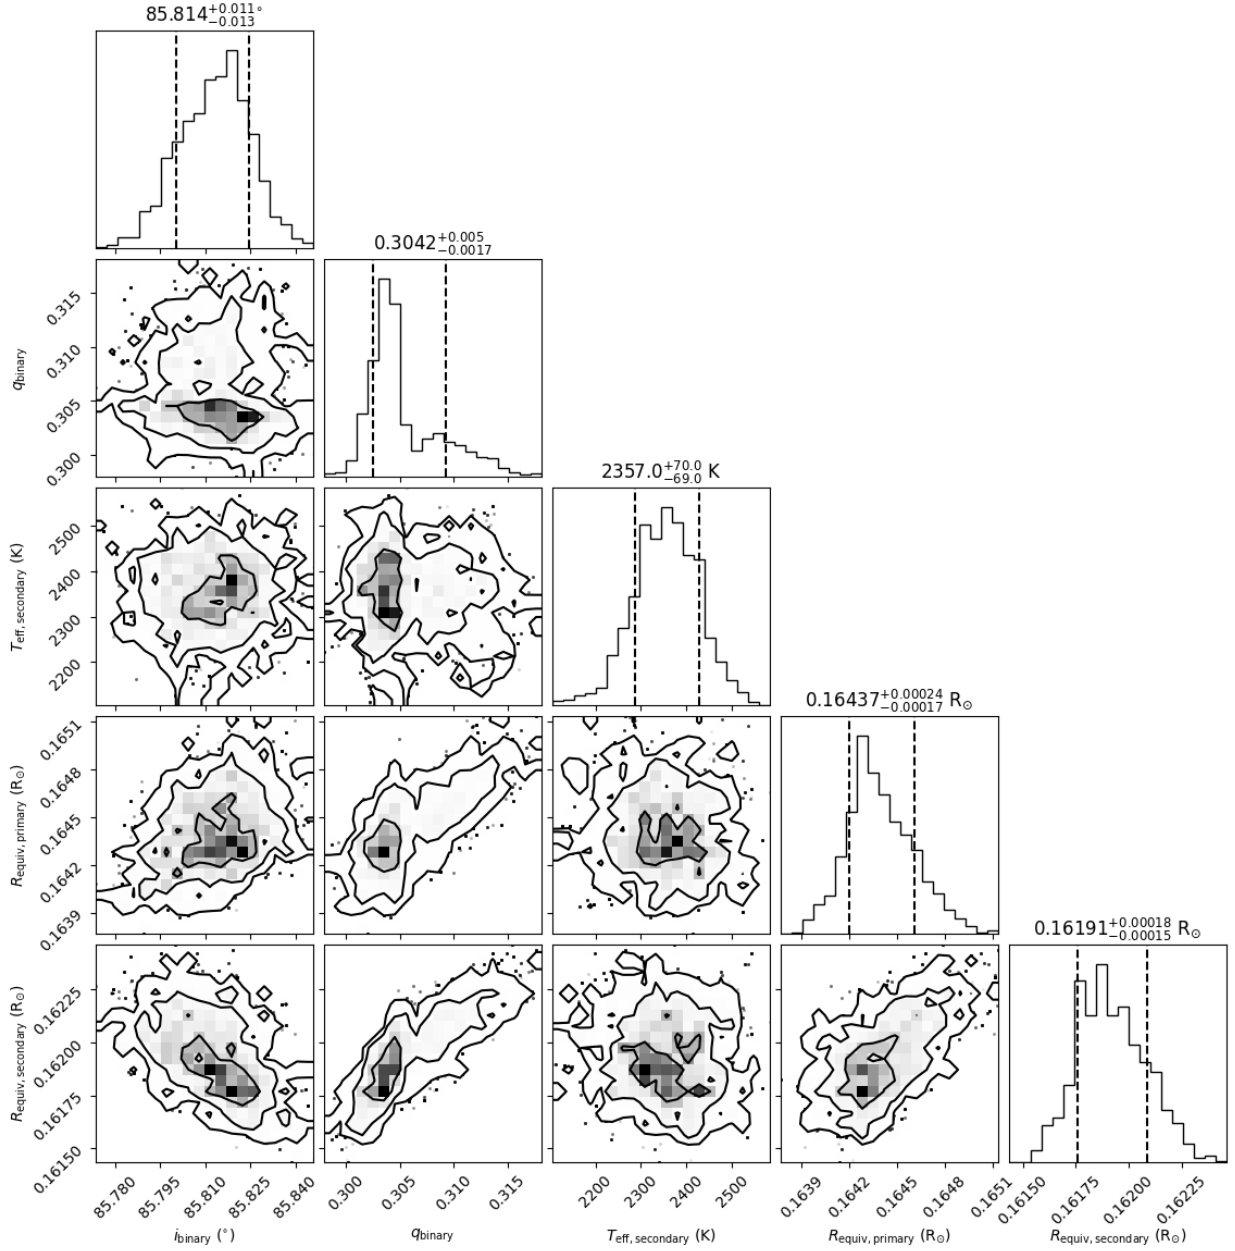 85.814+0.011°−0.013
0.3042+0.005−0.0017
2357.0+70.0−69.0 K
0.16437+0.00024−0.00017 R⊙
0.16191+0.00018−0.00015 R⊙
qbinary
0.315
0.310
0.305
0.300
Teff, secondary (K)
2500
2400
2300
2200
Requiv, primary (R⊙)
0.1651
0.1648
0.1645
0.1642
0.1639
Requiv, secondary (R⊙)
0.16225
0.16200
0.16175
0.16150
85.780 85.795 85.810 85.825 85.840
0.300 0.305 0.310 0.315
2200 2300 2400 2500
0.1639 0.1642 0.1645 0.1648 0.1651
0.16150 0.16175 0.16200 0.16225
ibinary (°)
qbinary
Teff, secondary (K)
Requiv, primary (R⊙)
Requiv, secondary (R⊙)